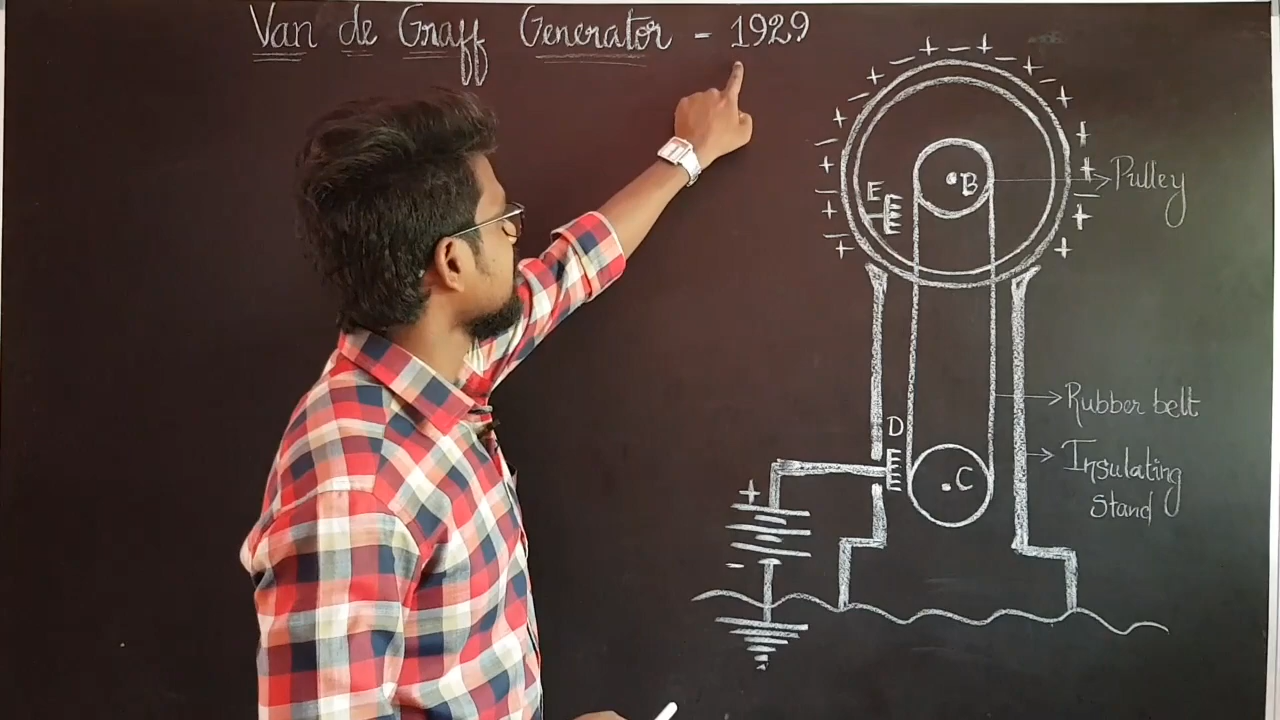 Van de Graff Generator - 1929
B
Pulley
E
Rubber belt
D
Insulating
Stand
C
+
-